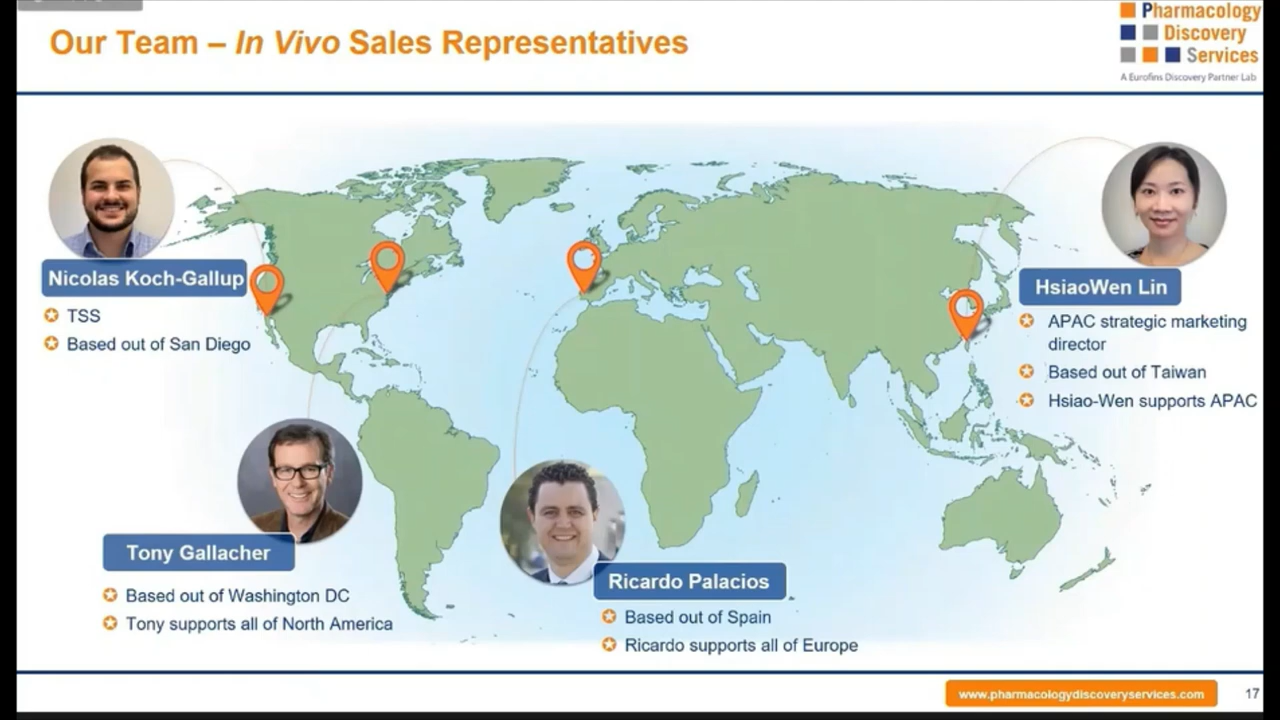 Our Team – In Vivo Sales Representatives
Pharmacology
Discovery
Services
A Eurofins Discovery Partner Lab
Nicolas Koch-Gallup
TSS
Based out of San Diego
HsiaoWen Lin
APAC strategic marketing
director
Based out of Taiwan
Hsiao-Wen supports APAC
Tony Gallacher
Based out of Washington DC
Tony supports all of North America
Ricardo Palacios
Based out of Spain
Ricardo supports all of Europe
www.pharmacologydiscoveryservices.com
17